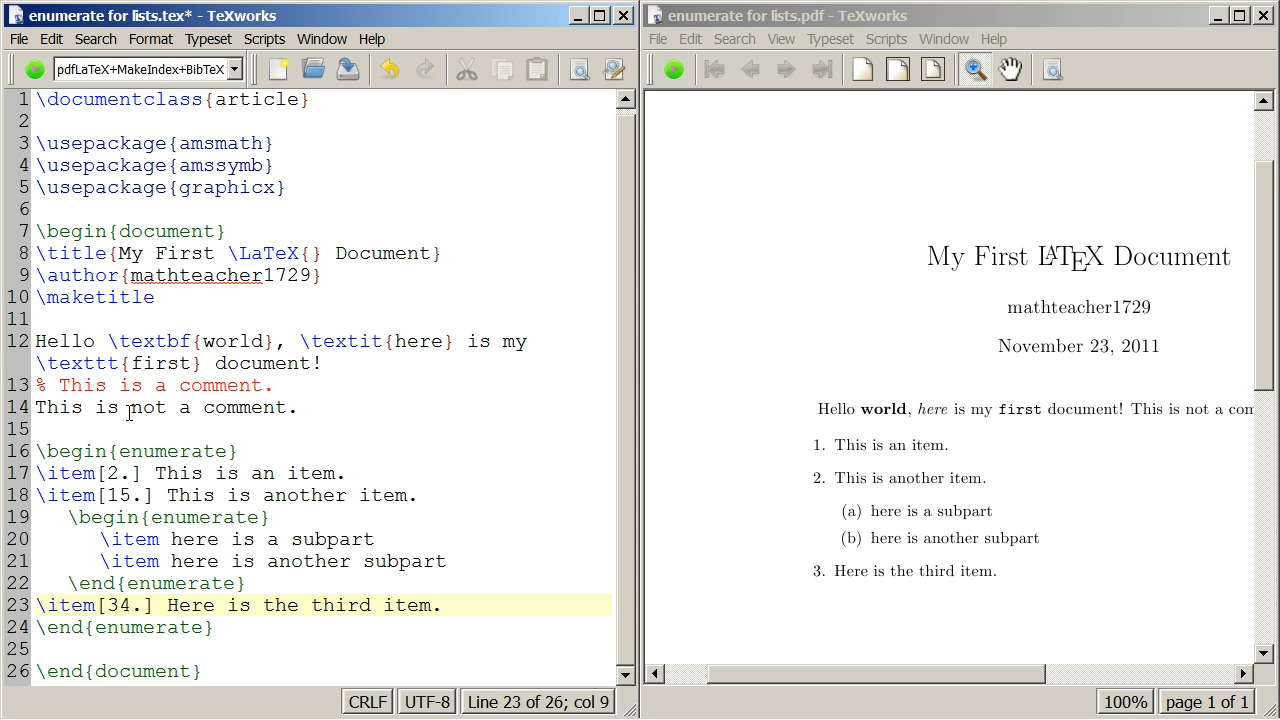 enumerate for lists.tex* - TeXworks
File Edit Search Format Typeset Scripts Window Help
pdfLaTeX+MakeIndex+BibTeX
1 \documentclass{article}
2
3 \usepackage{amsmath}
4 \usepackage{amssymb}
5 \usepackage{graphicx}
6
7 \begin{document}
8 \title{My First \LaTeX{} Document}
9 \author{mathteacher1729}
10 \maketitle
11
12 Hello \textbf{world}, \textit{here} is my
\texttt{first} document!
13 % This is a comment.
14 This is not a comment.
15
16 \begin{enumerate}
17 \item[2.] This is an item.
18 \item[15.] This is another item.
19 \begin{enumerate}
20 \item here is a subpart
21 \item here is another subpart
22 \end{enumerate}
23 \item[34.] Here is the third item.
24 \end{enumerate}
25
26 \end{document}
CRLF UTF-8 Line 23 of 26; col 9
enumerate for lists.pdf - TeXworks
File Edit Search View Typeset Scripts Window Help
My First LATEX Document
mathteacher1729
November 23, 2011
Hello world, here is my first document! This is not a com
1. This is an item.
2. This is another item.
(a) here is a subpart
(b) here is another subpart
3. Here is the third item.
100% page 1 of 1